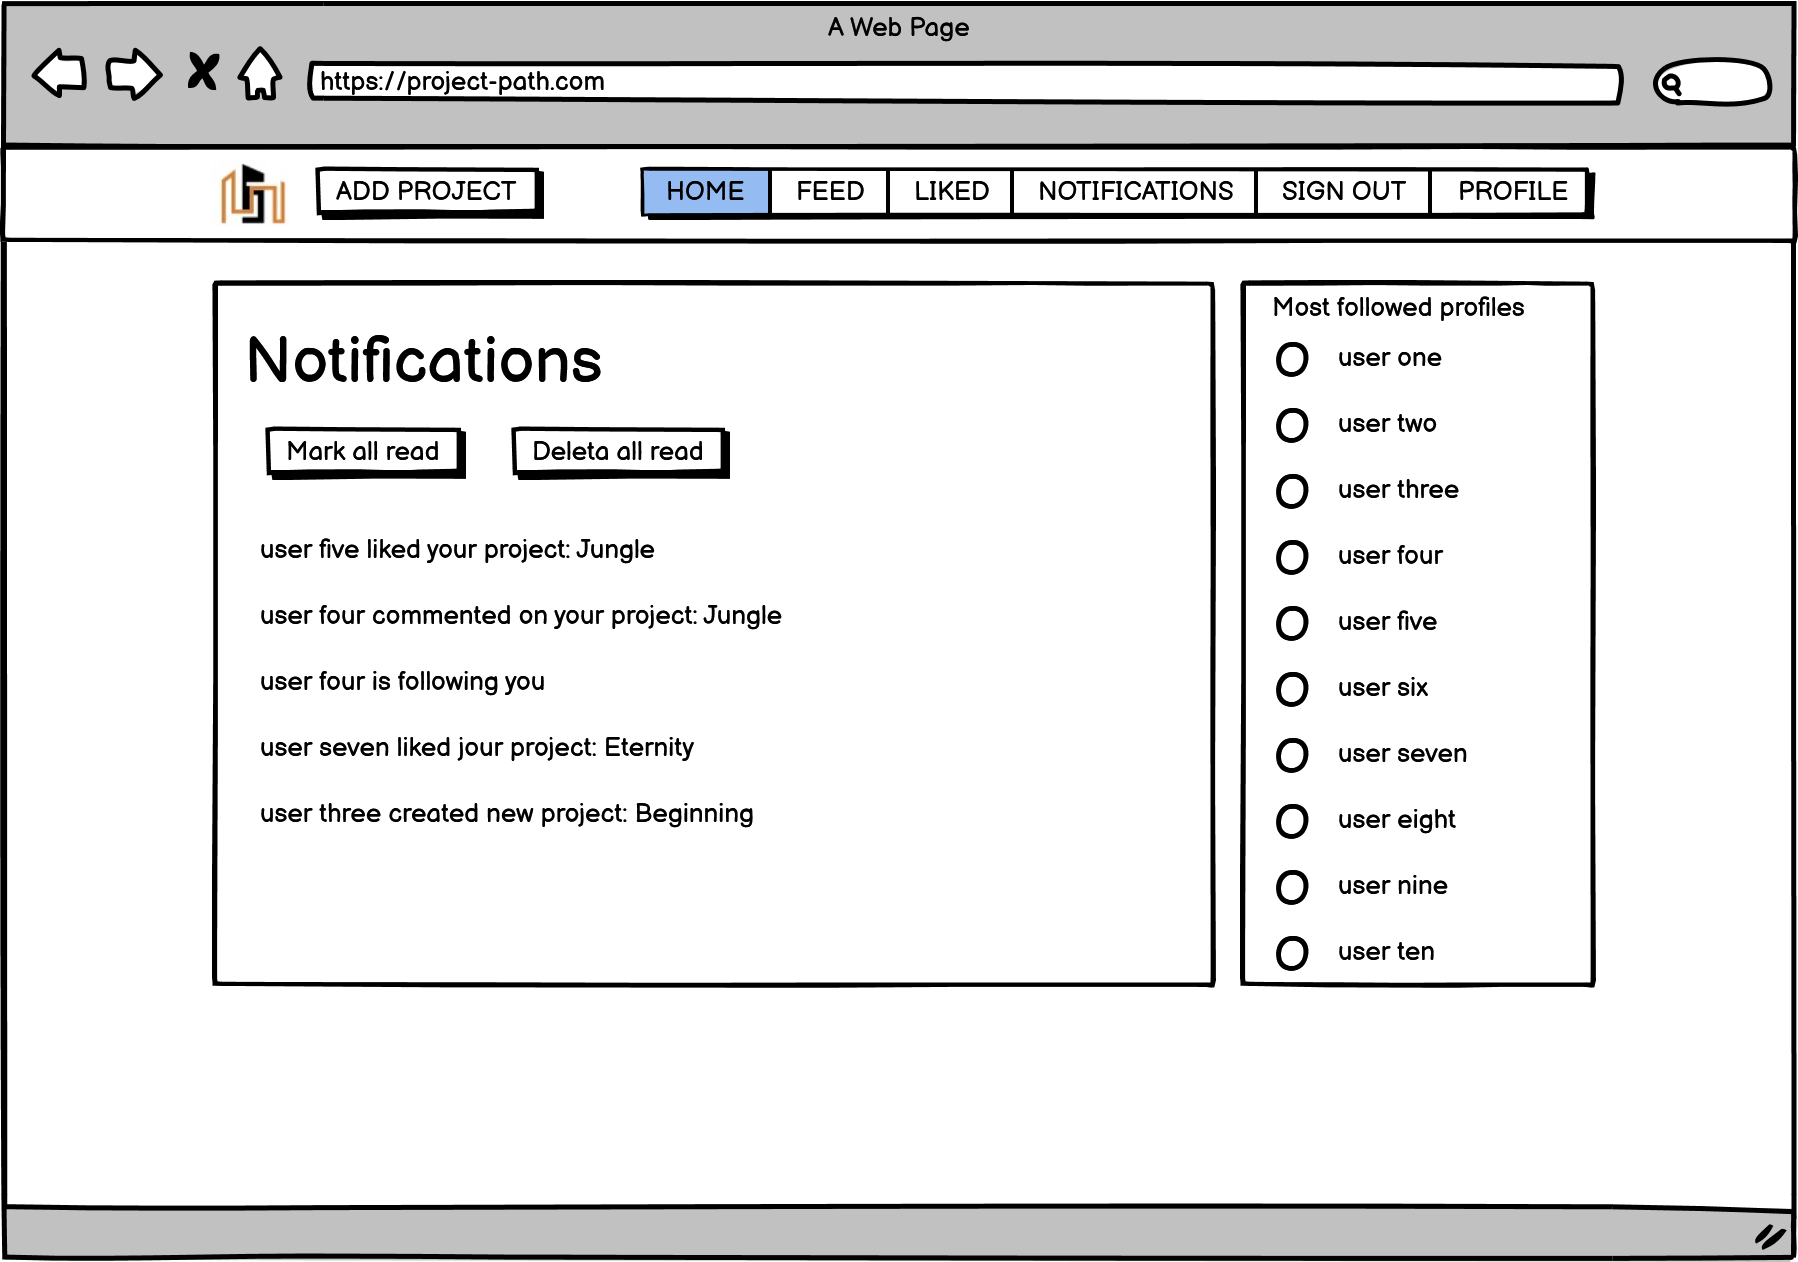 A Web Page
https://project-path.com
ADD PROJECT
HOME FEED LIKED NOTIFICATIONS SIGN OUT PROFILE
Notifications
Mark all read Deleta all read
user five liked your project: Jungle
user four commented on your project: Jungle
user four is following you
user seven liked jour project: Eternity
user three created new project: Beginning
Most followed profiles
user one
user two
user three
user four
user five
user six
user seven
user eight
user nine
user ten